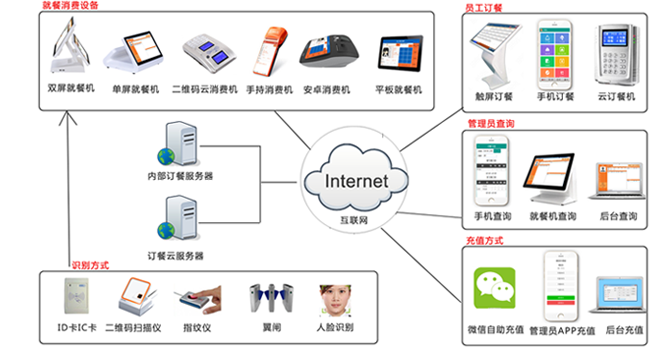 就餐消费设备
双屏就餐机 单屏就餐机 二维码云消费机 手持消费机 安卓消费机 平板就餐机
员工订餐
触屏订餐 手机订餐 云订餐机
内部订餐服务器
订餐云服务器
Internet
互联网
管理员查询
手机查询 就餐机查询 后台查询
识别方式
ID卡IC卡 二维码扫描仪 指纹仪 翼闸 人脸识别
充值方式
微信自助充值 管理员APP充值 后台充值